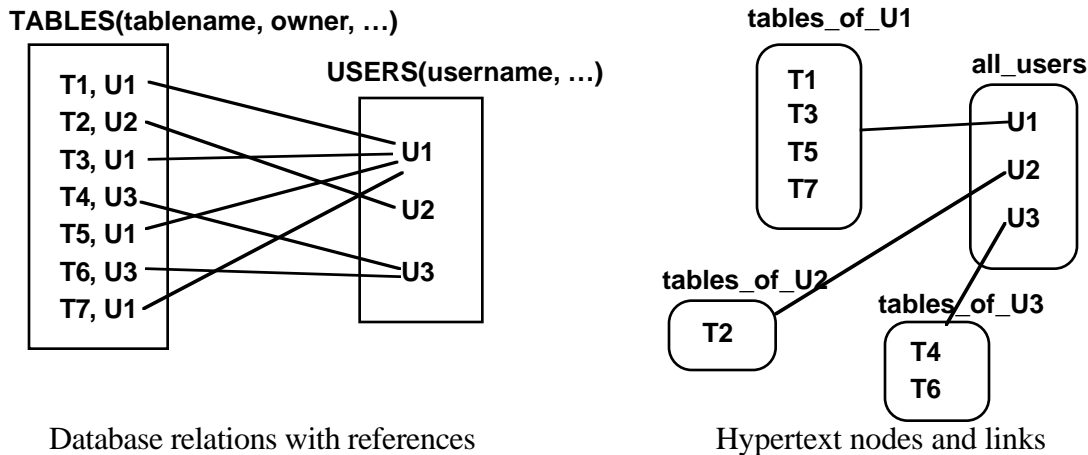 TABLES(tablename, owner, …)
T1, U1
T2, U2
T3, U1
T4, U3
T5, U1
T6, U3
T7, U1
USERS(username, …)
U1
U2
U3
Database relations with references
tables_of_U1
T1
T3
T5
T7
all_users
U1
U2
U3
tables_of_U2
T2
tables_of_U3
T4
T6
Hypertext nodes and links